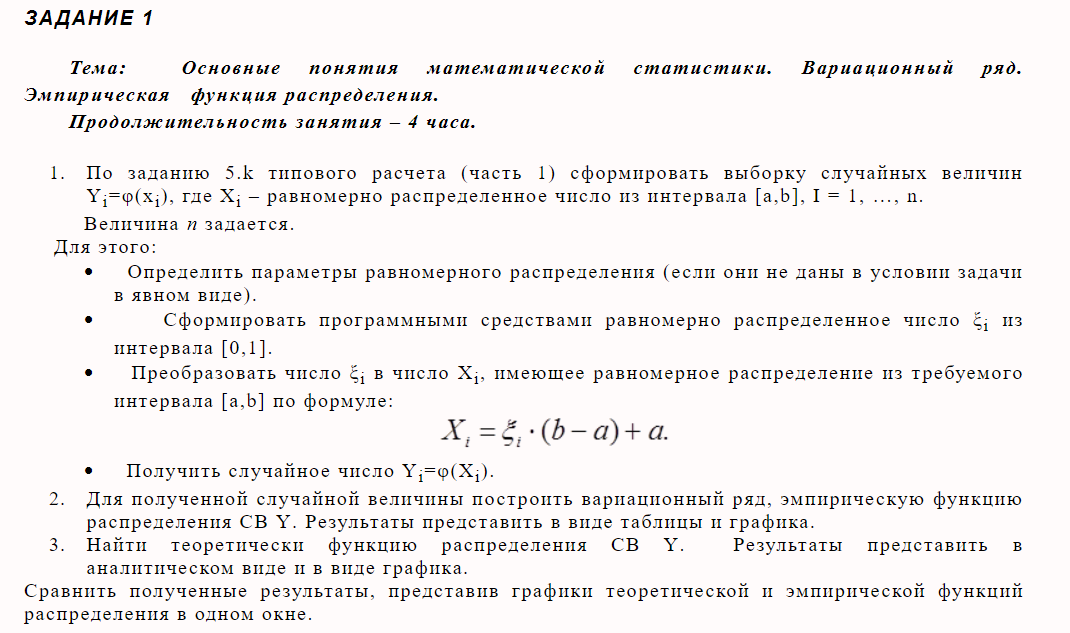 ЗАДАНИЕ 1
Тема: Основные понятия математической статистики. Вариационный ряд.
Эмпирическая функция распределения.
Продолжительность занятия – 4 часа.
1. По заданию 5.k типового расчета (часть 1) сформировать выборку случайных величин
Yi=φ(xi), где Xi – равномерно распределенное число из интервала [a,b], I = 1, …, n.
Величина n задается.
Для этого:
• Определить параметры равномерного распределения (если они не даны в условии задачи
в явном виде).
• Сформировать программными средствами равномерно распределенное число ξi из
интервала [0,1].
• Преобразовать число ξi в число Xi, имеющее равномерное распределение из требуемого
интервала [a,b] по формуле:
Xi = ξi · (b − a) + a.
• Получить случайное число Yi=φ(Xi).
2. Для полученной случайной величины построить вариационный ряд, эмпирическую функцию
распределения СВ Y. Результаты представить в виде таблицы и графика.
3. Найти теоретически функцию распределения СВ Y. Результаты представить в
аналитическом виде и в виде графика.
Сравнить полученные результаты, представив графики теоретической и эмпирической функций
распределения в одном окне.